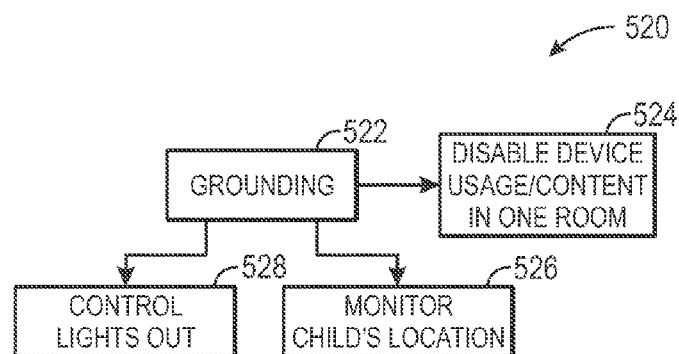 520
522
GROUNDING
524
DISABLE DEVICE
USAGE/CONTENT
IN ONE ROOM
528
CONTROL
LIGHTS OUT
526
MONITOR
CHILD'S LOCATION